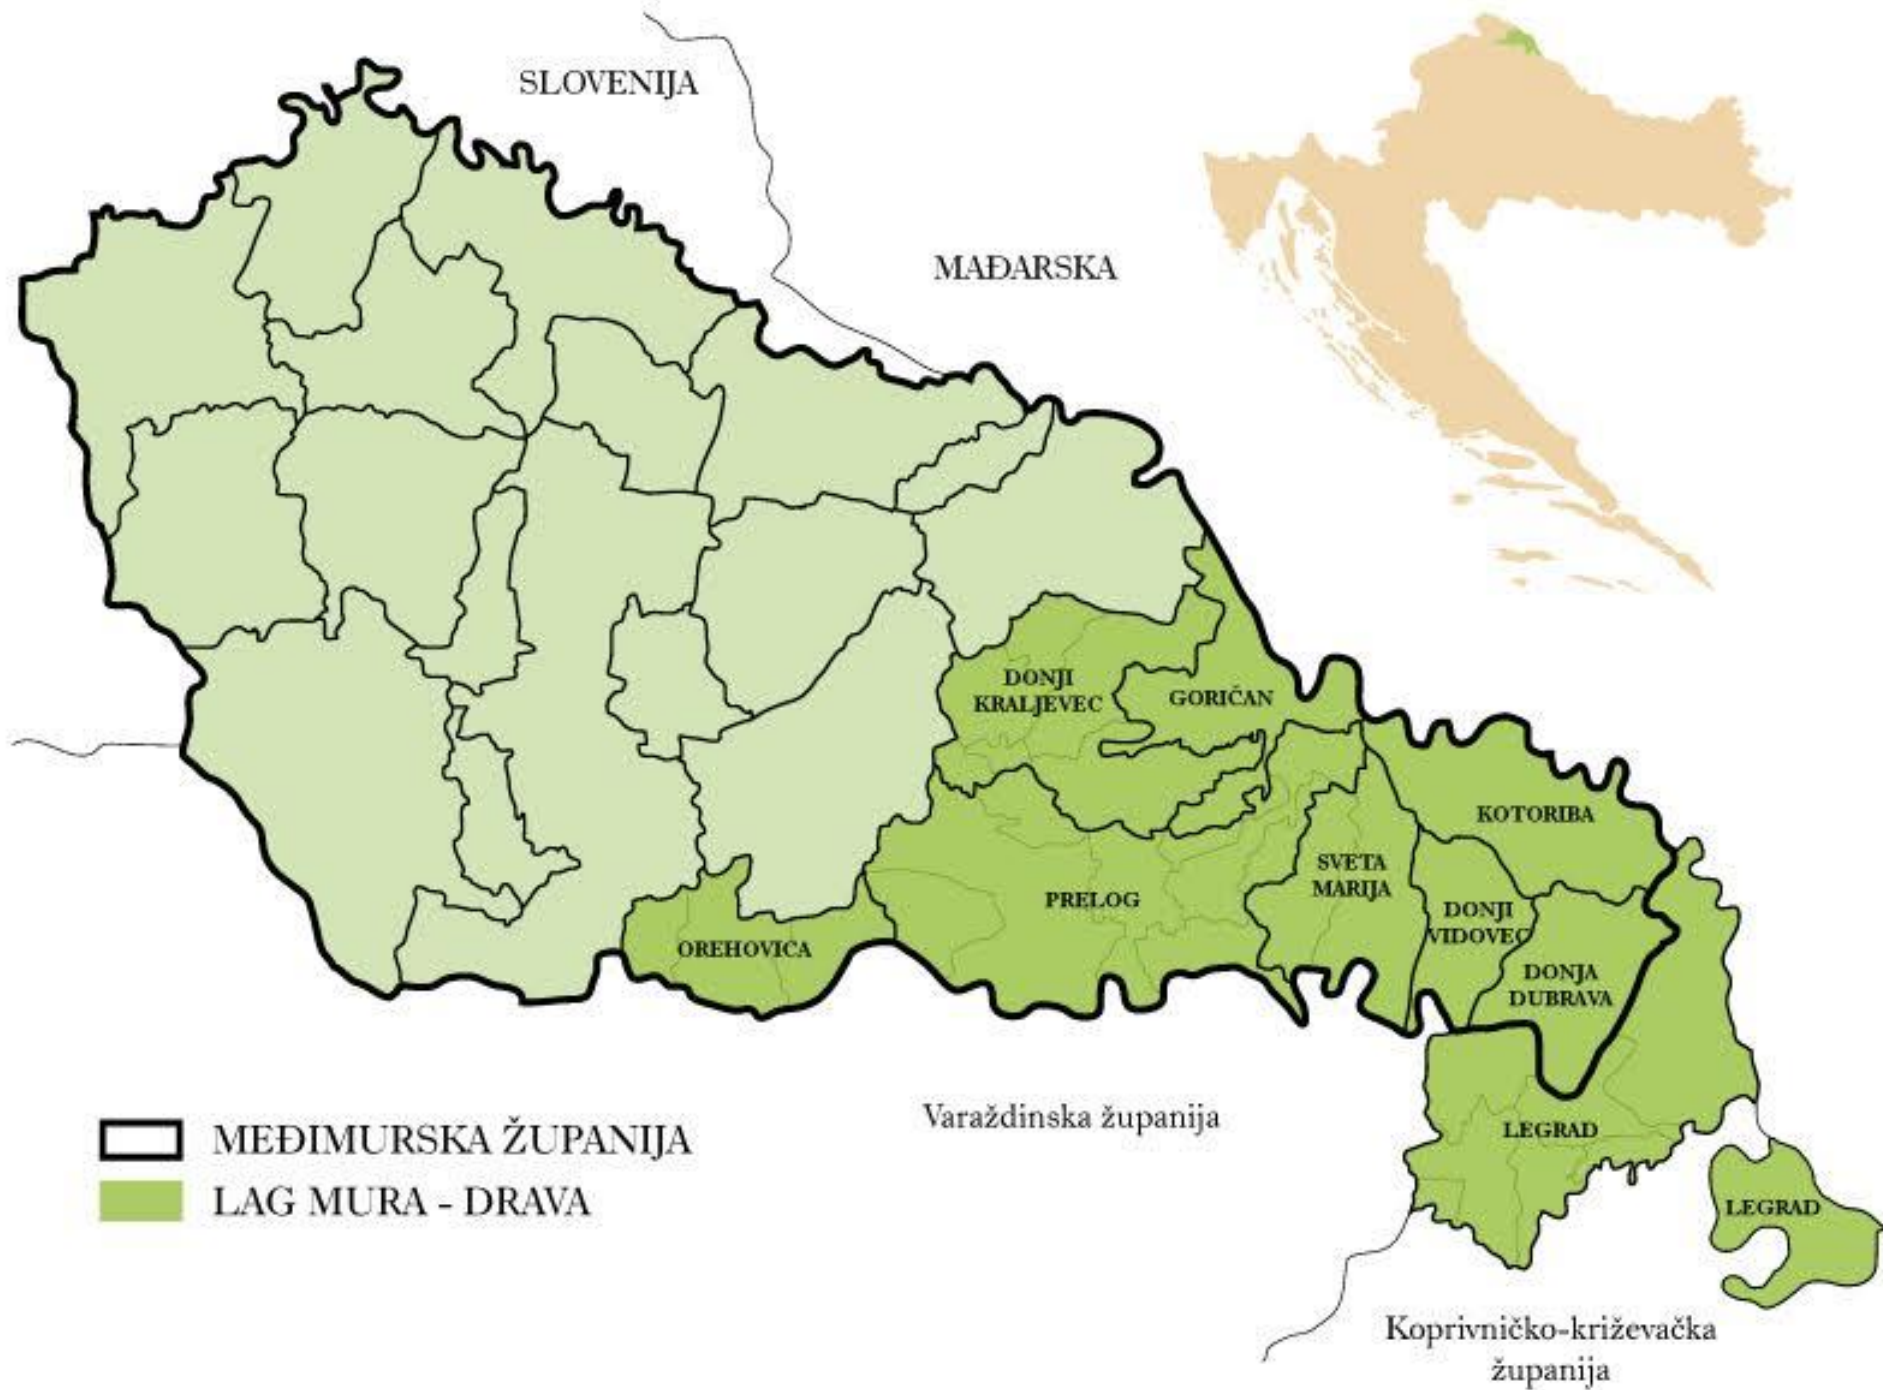 SLOVENIJA
MAĐARSKA
DONJI
KRALJEVEC
GORIČAN
KOTORIBA
SVETA
MARIJA
PRELOG
DONJI
VIDOVEC
OREHOVICA
DONJA
DUBRAVA
Varaždinska županija
LEGRAD
LEGRAD
MEĐIMURSKA ŽUPANIJA
LAG MURA - DRAVA
Koprivničko-križevačka
županija